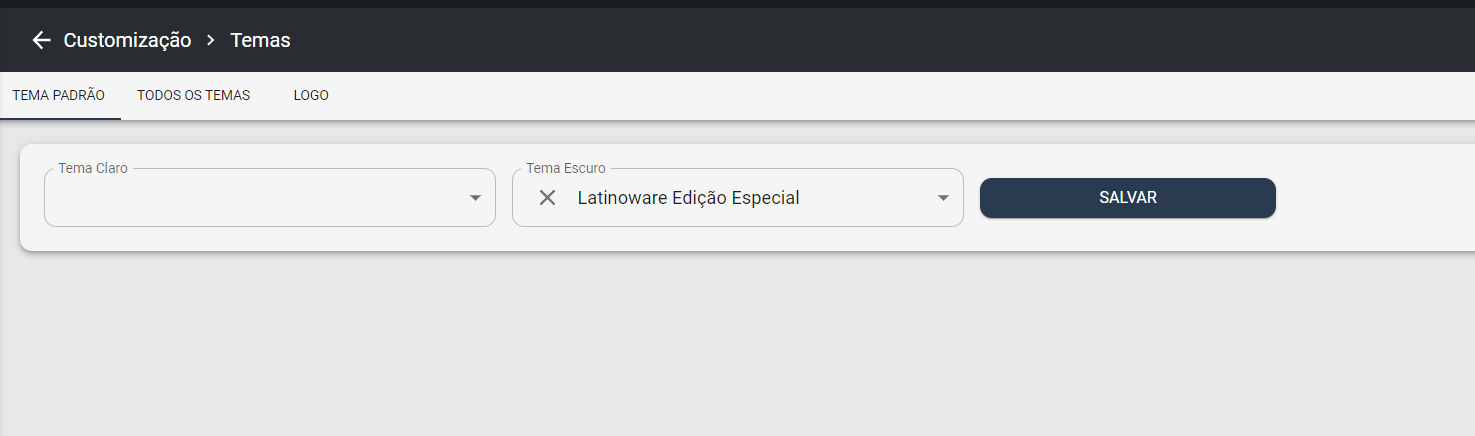 Customização > Temas
TEMA PADRÃO TODOS OS TEMAS LOGO
Tema Claro Tema Escuro
Latinoware Edição Especial SALVAR